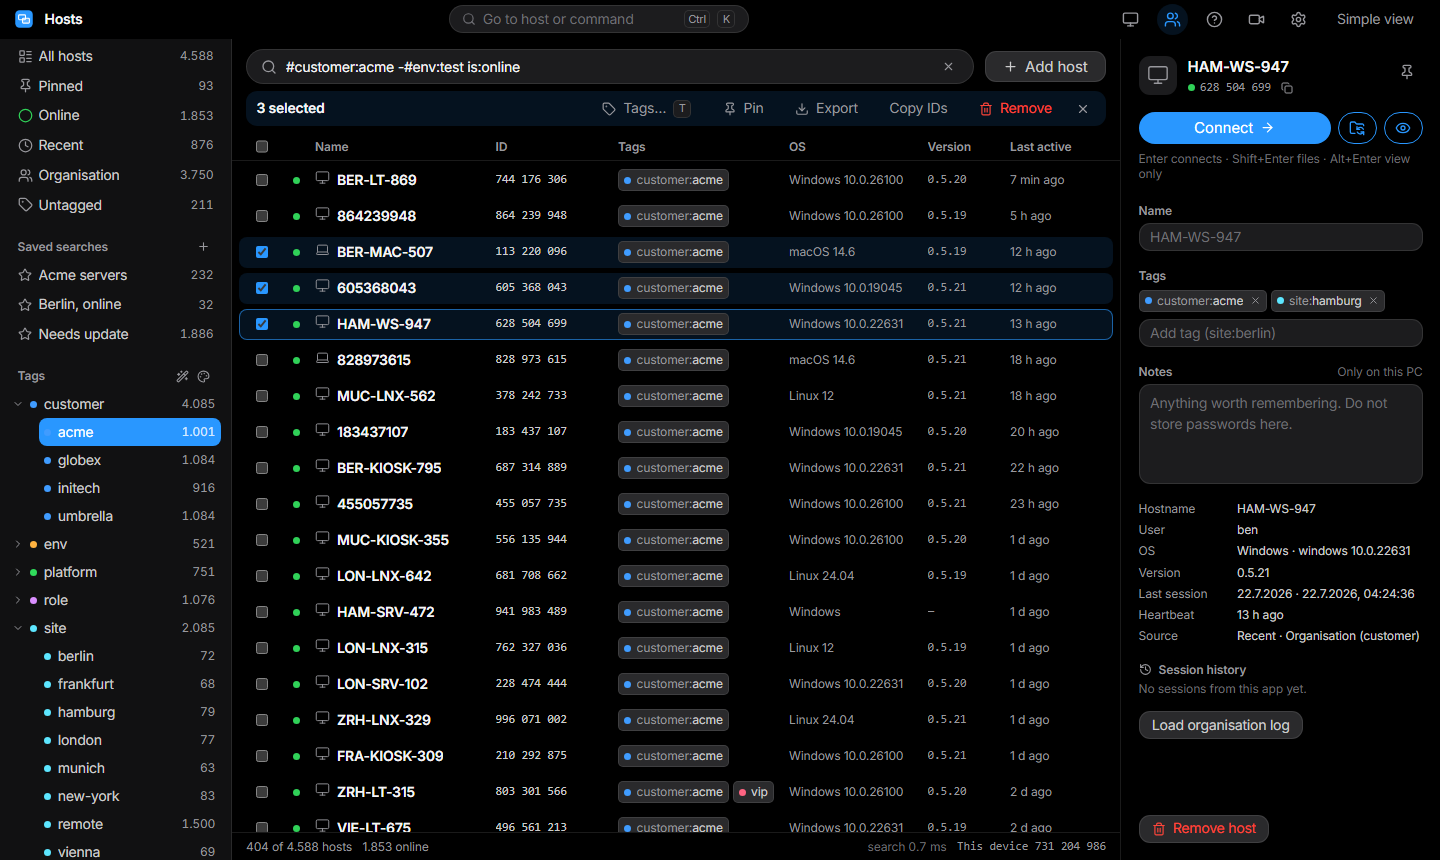 Hosts
Go to host or command Ctrl K
Simple view
All hosts 4.588
Pinned 93
Online 1.853
Recent 876
Organisation 3.750
Untagged 211
Saved searches
Acme servers 232
Berlin, online 32
Needs update 1.886
Tags
customer 4.085
acme 1.001
globex 1.084
initech 916
umbrella 1.084
env 521
platform 751
role 1.076
site 2.085
berlin 72
frankfurt 68
hamburg 79
london 77
munich 63
new-york 83
remote 1.500
vienna 69
#customer:acme -#env:test is:online
Add host
3 selected Tags... T Pin Export Copy IDs Remove
Name ID Tags OS Version Last active
BER-LT-869 744 176 306 customer:acme Windows 10.0.26100 0.5.20 7 min ago
864239948 864 239 948 customer:acme Windows 10.0.26100 0.5.19 5 h ago
BER-MAC-507 113 220 096 customer:acme macOS 14.6 0.5.19 12 h ago
605368043 605 368 043 customer:acme Windows 10.0.19045 0.5.21 12 h ago
HAM-WS-947 628 504 699 customer:acme Windows 10.0.22631 0.5.21 13 h ago
828973615 828 973 615 customer:acme macOS 14.6 0.5.21 18 h ago
MUC-LNX-562 378 242 733 customer:acme Linux 12 0.5.21 18 h ago
183437107 183 437 107 customer:acme Windows 10.0.19045 0.5.20 20 h ago
BER-KIOSK-795 687 314 889 customer:acme Windows 10.0.22631 0.5.21 22 h ago
455057735 455 057 735 customer:acme Windows 10.0.26100 0.5.21 23 h ago
MUC-KIOSK-355 556 135 944 customer:acme Windows 10.0.26100 0.5.20 1 d ago
LON-LNX-642 681 708 662 customer:acme Linux 24.04 0.5.19 1 d ago
HAM-SRV-472 941 983 489 customer:acme Windows – 1 d ago
LON-LNX-315 762 327 036 customer:acme Linux 12 0.5.19 1 d ago
LON-SRV-102 228 474 444 customer:acme Windows 10.0.22631 0.5.20 1 d ago
ZRH-LNX-329 996 071 002 customer:acme Linux 24.04 0.5.21 1 d ago
FRA-KIOSK-309 210 292 875 customer:acme Windows 10.0.26100 0.5.21 1 d ago
ZRH-LT-315 803 301 566 customer:acme vip Windows 10.0.26100 0.5.20 2 d ago
VIE-LT-675 496 561 213 customer:acme Windows 10.0.22631 0.5.19 2 d ago
404 of 4.588 hosts 1.853 online search 0.7 ms This device 731 204 986
HAM-WS-947
628 504 699
Connect
Enter connects · Shift+Enter files · Alt+Enter view
only
Name
HAM-WS-947
Tags
customer:acme site:hamburg
Add tag (site:berlin)
Notes Only on this PC
Anything worth remembering. Do not
store passwords here.
Hostname HAM-WS-947
User ben
OS Windows · windows 10.0.22631
Version 0.5.21
Last session 22.7.2026 · 22.7.2026, 04:24:36
Heartbeat 13 h ago
Source Recent · Organisation (customer)
Session history
No sessions from this app yet.
Load organisation log
Remove host